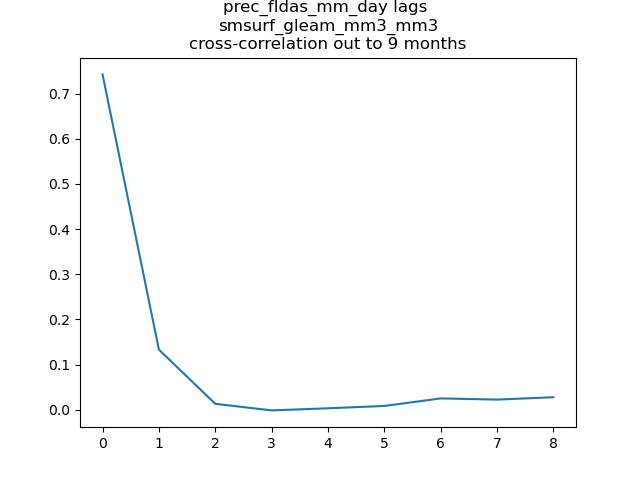 prec_fldas_mm_day lags
smsurf_gleam_mm3_mm3
cross-correlation out to 9 months
0.7
0.6
0.5
0.4
0.3
0.2
0.1
0.0
0 1 2 3 4 5 6 7 8